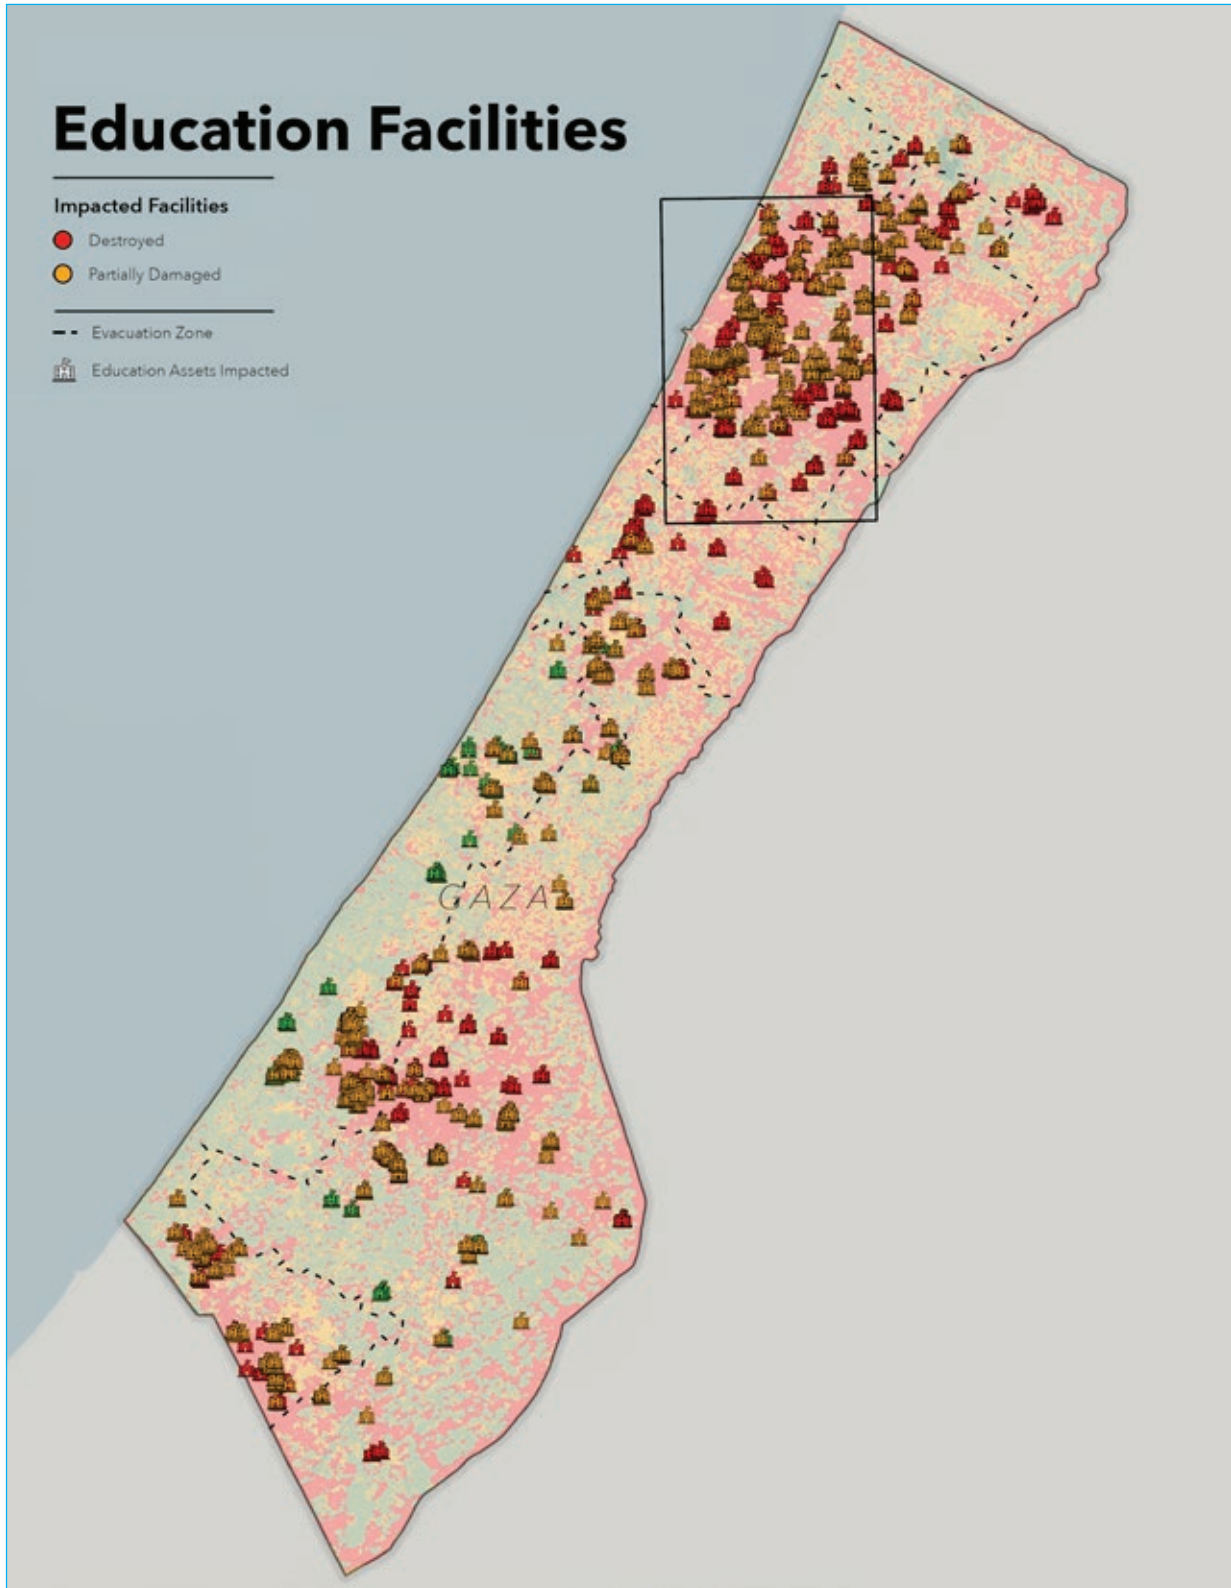 Education Facilities
Impacted Facilities
Destroyed
Partially Damaged
Evacuation Zone
Education Assets Impacted
GAZA